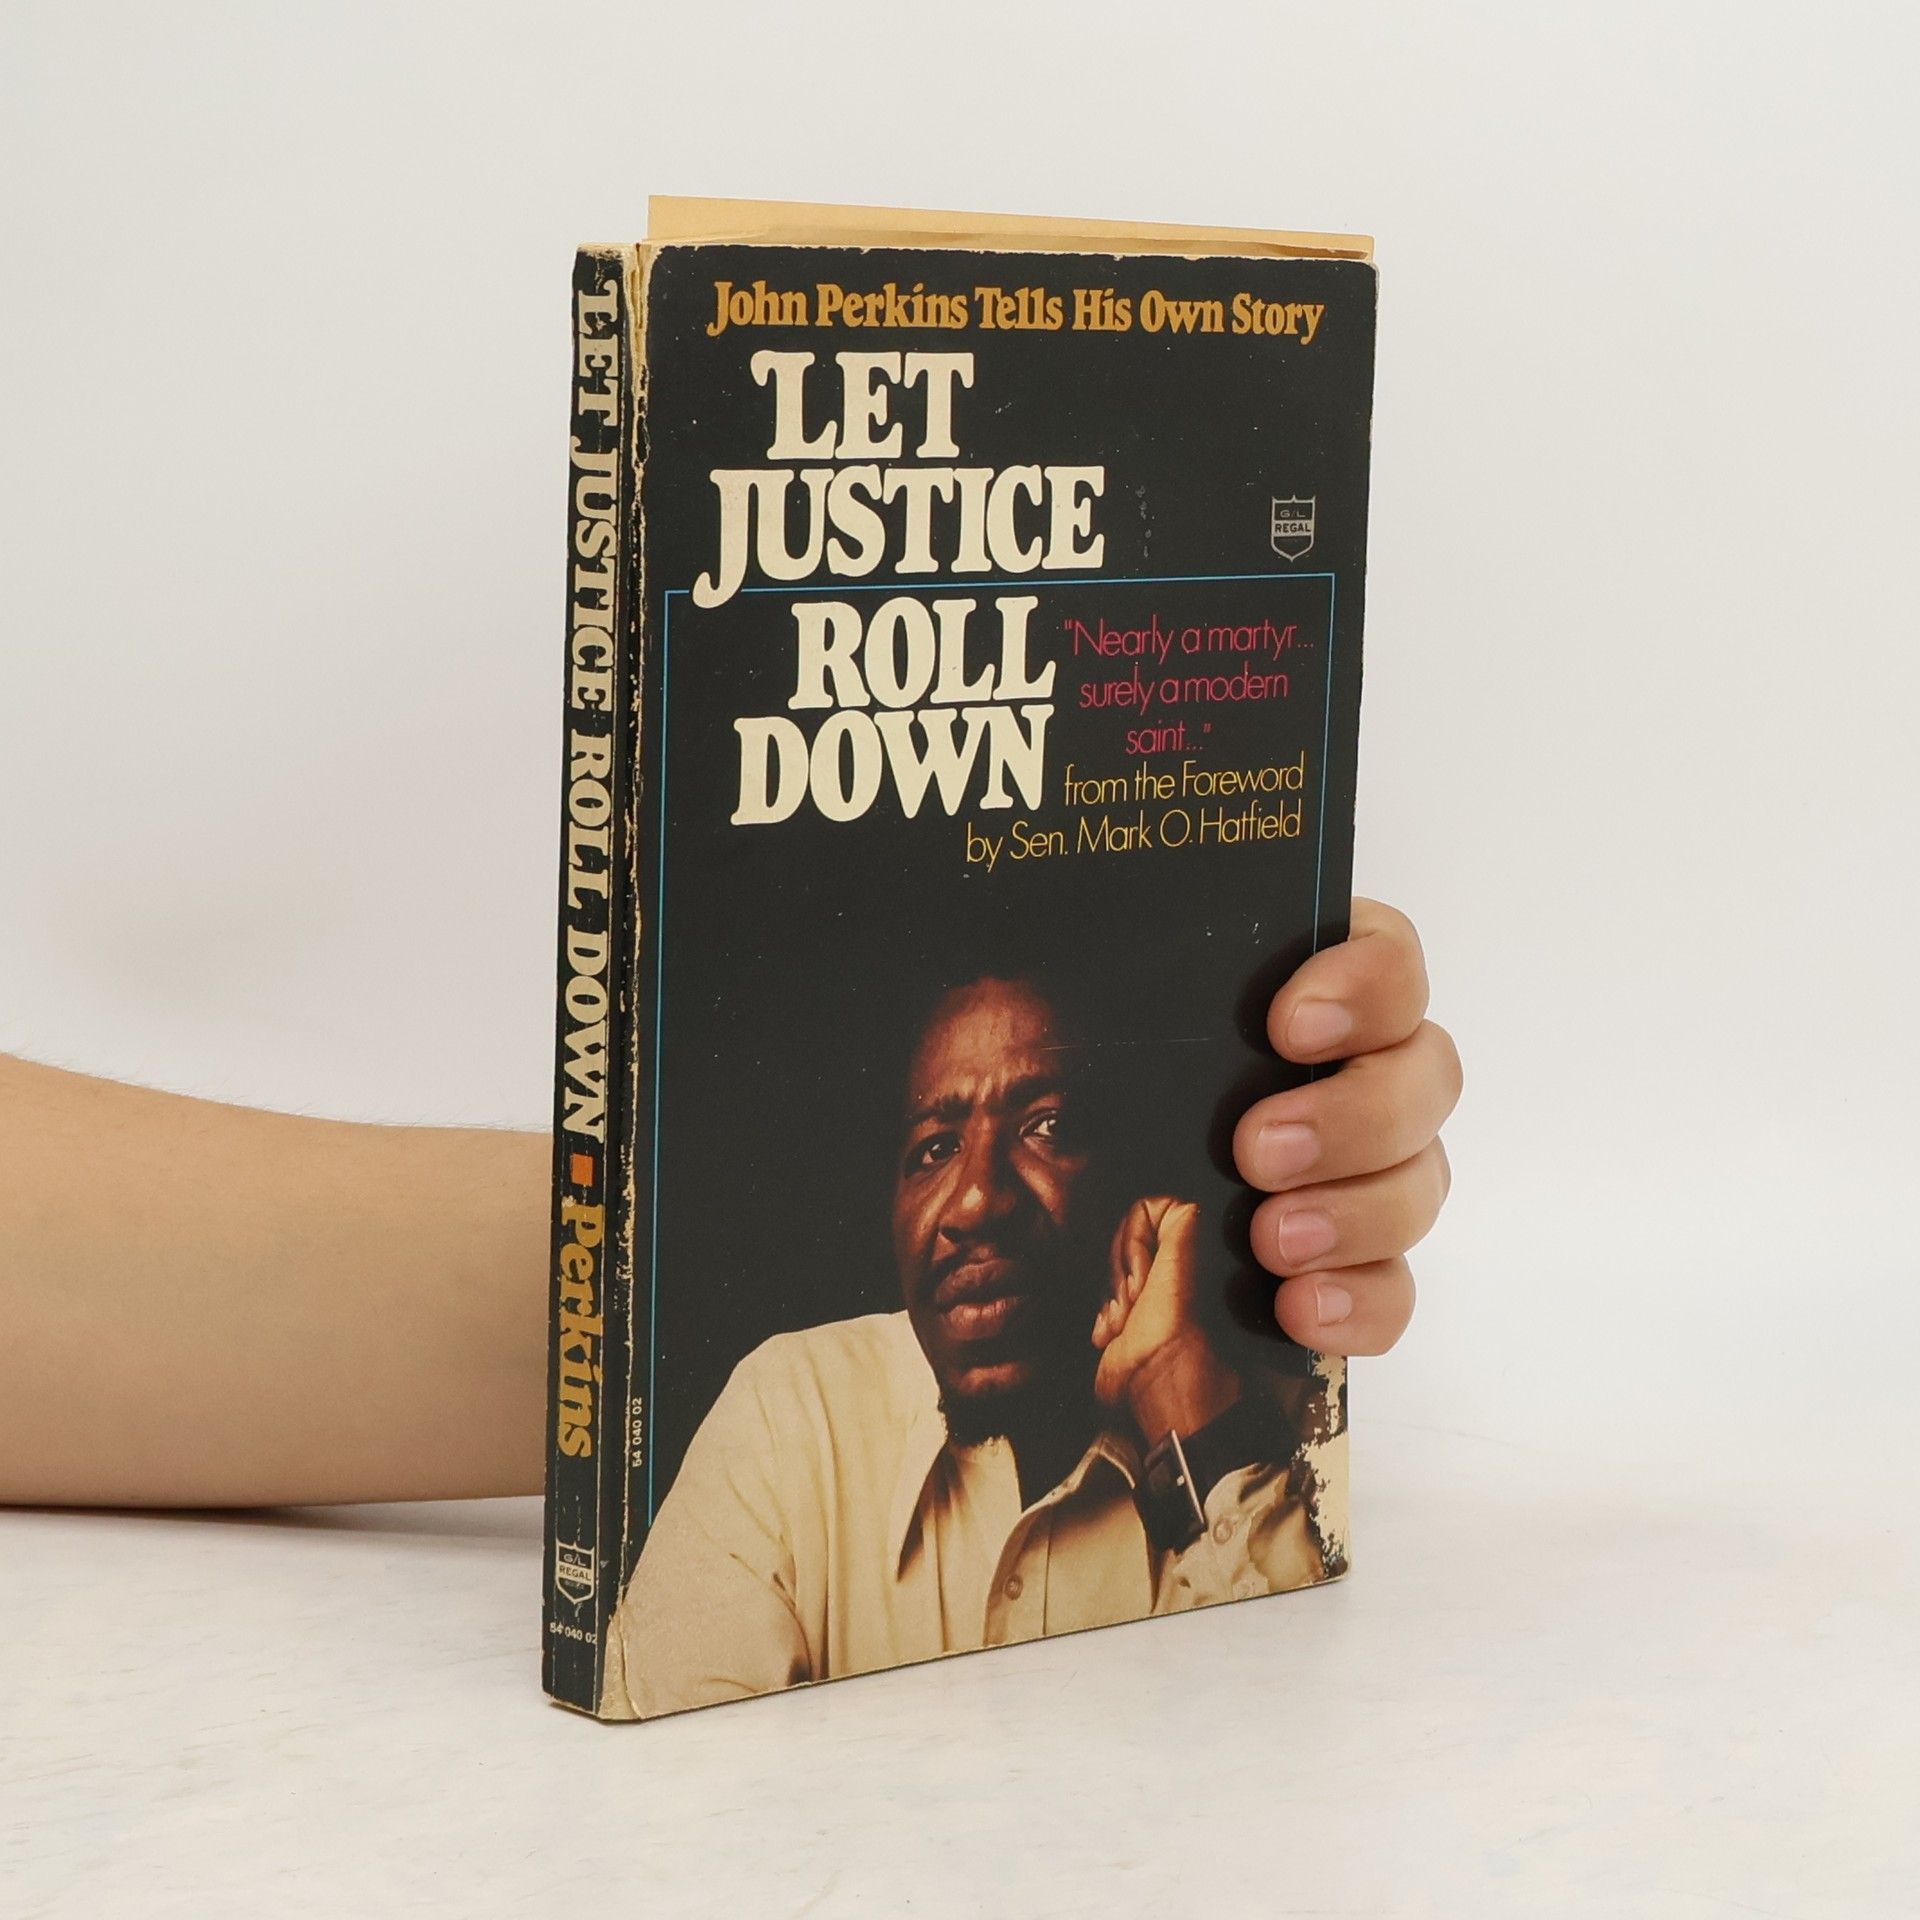 John Perkins Tells His Own Story
LET
JUSTICE
ROLL
DOWN
G/L
REGAL
"Nearly a martyr...
surely a modern
saint..."
from the Foreword
by Sen. Mark O. Hatfield
54 040 02
LET JUSTICE ROLL DOWN ■ Perkins
G/L
REGAL
54 040 02